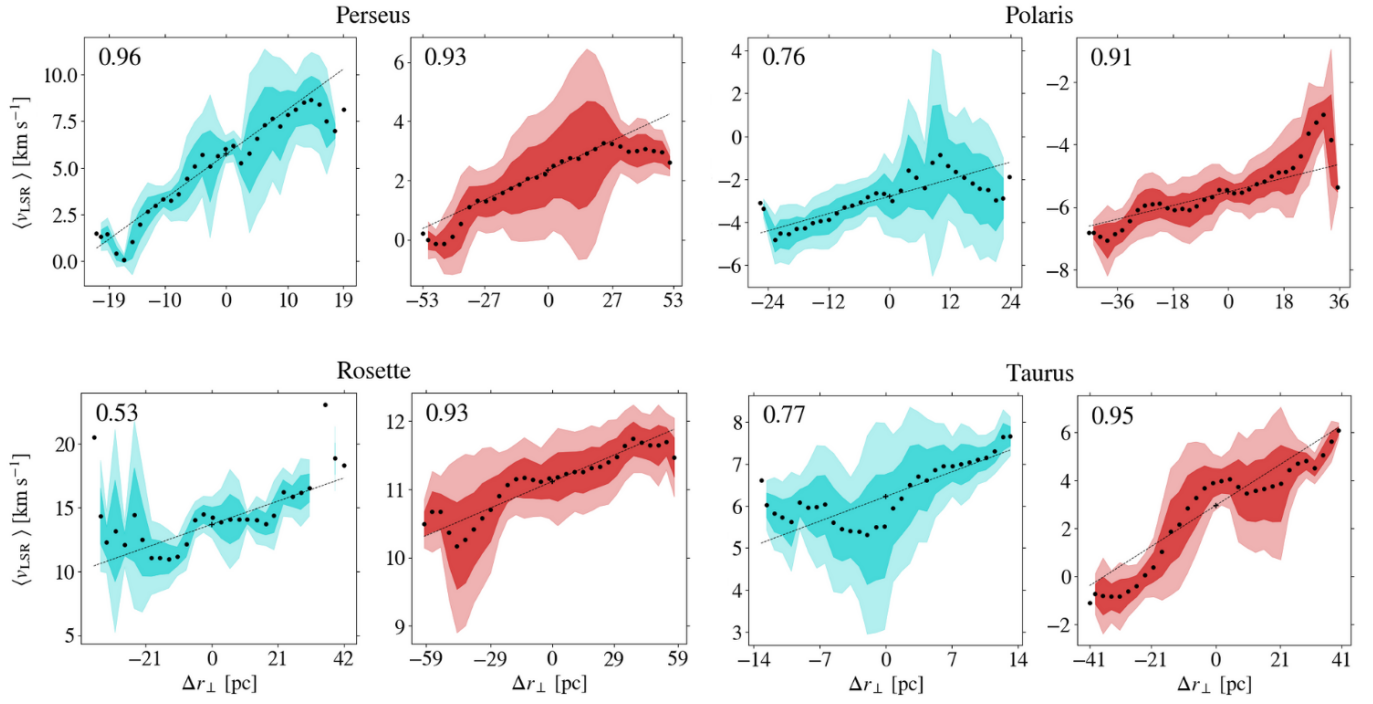 Perseus
Polaris
0.96
0.93
0.76
0.91
⟨v_LSR⟩ [km s⁻¹]
10.0
7.5
5.0
2.5
0.0
6
4
2
0
4
2
0
−2
−4
−6
−2
−4
−6
−8
−19 −10 0 10 19
−53 −27 0 27 53
−24 −12 0 12 24
−36 −18 0 18 36
Rosette
Taurus
0.53
0.93
0.77
0.95
⟨v_LSR⟩ [km s⁻¹]
20
15
10
5
12
11
10
9
8
7
6
5
4
3
6
4
2
0
−2
−21 0 21 42
−59 −29 0 29 59
−14 −7 0 7 14
−41 −21 0 21 41
Δr⊥ [pc]
Δr⊥ [pc]
Δr⊥ [pc]
Δr⊥ [pc]